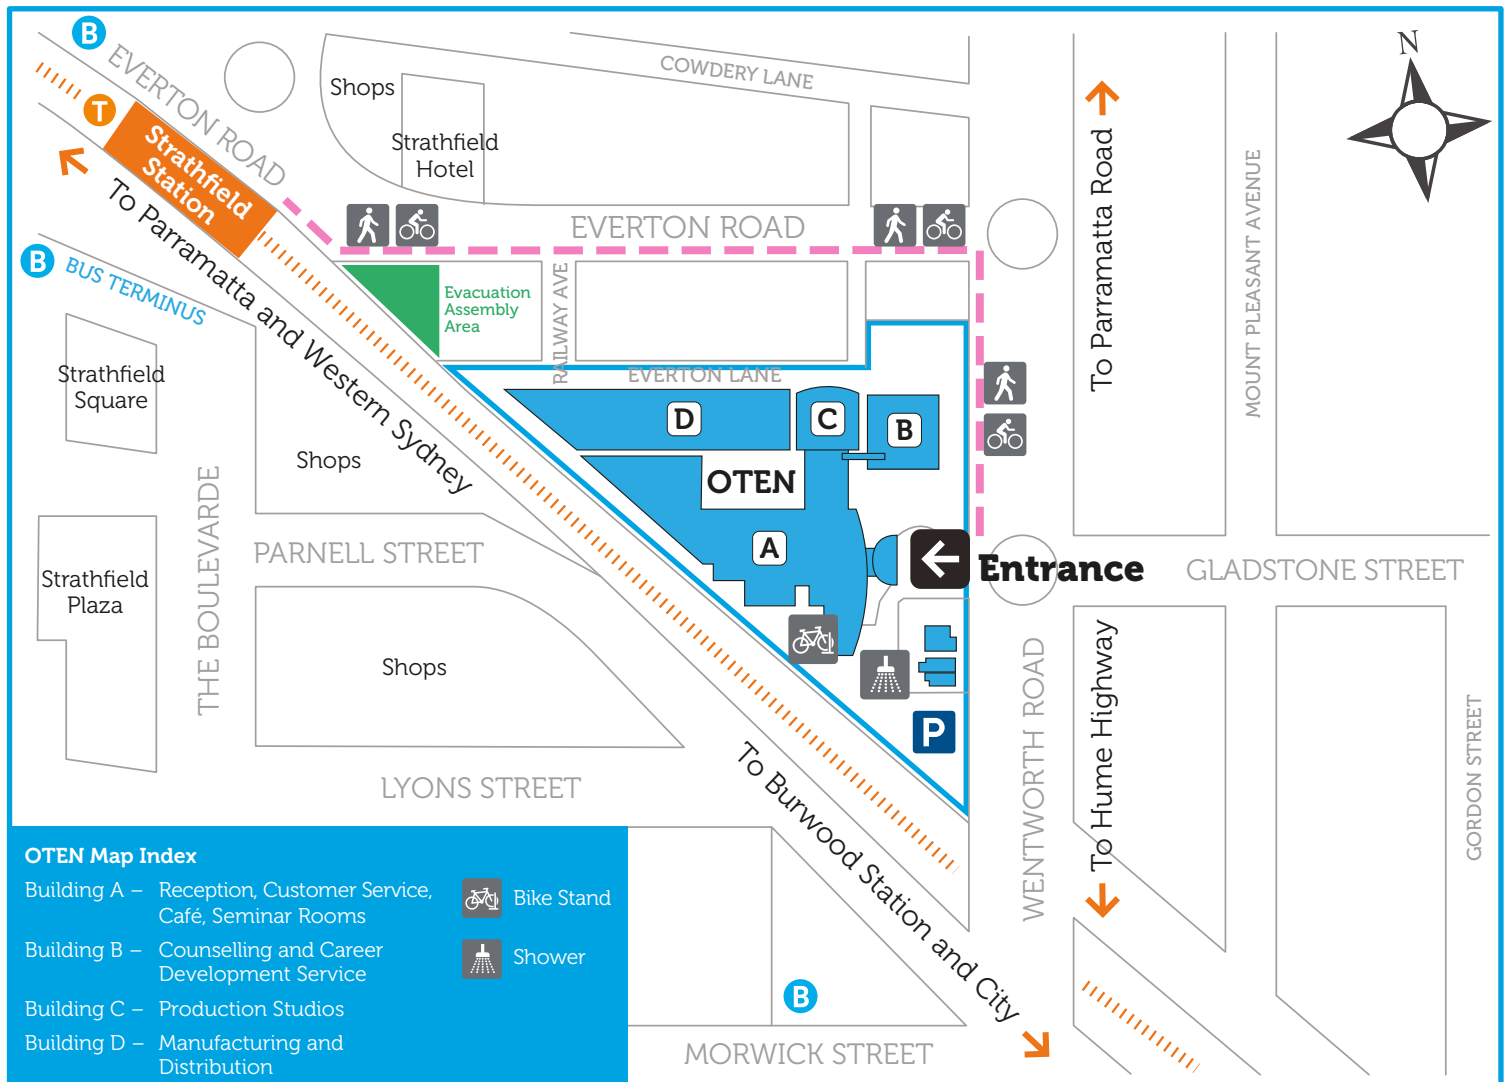 B
EVERTON ROAD
T
Strathfield
Station
Shops
Strathfield
Hotel
COWDERY LANE
N
To Parramatta Road
MOUNT PLEASANT AVENUE
EVERTON ROAD
B
BUS TERMINUS
To Parramatta and Western Sydney
Evacuation
Assembly
Area
RAILWAY AVE
EVERTON LANE
Strathfield
Square
Shops
D
C
B
OTEN
A
Entrance
GLADSTONE STREET
THE BOULEVARDE
PARNELL STREET
Strathfield
Plaza
Shops
P
WENTWORTH ROAD
To Hume Highway
GORDON STREET
LYONS STREET
To Burwood Station and City
B
MORWICK STREET
OTEN Map Index
Building A – Reception, Customer Service,
Café, Seminar Rooms
Building B – Counselling and Career
Development Service
Building C – Production Studios
Building D – Manufacturing and
Distribution
Bike Stand
Shower